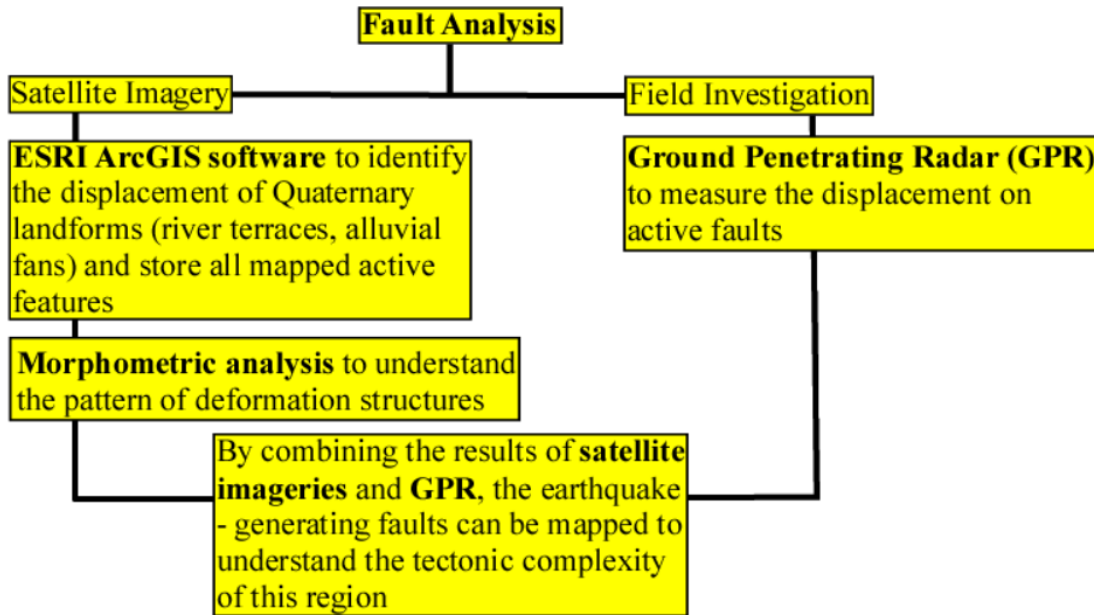 Fault Analysis
Satellite Imagery
Field Investigation
ESRI ArcGIS software to identify
the displacement of Quaternary
landforms (river terraces, alluvial
fans) and store all mapped active
features
Ground Penetrating Radar (GPR)
to measure the displacement on
active faults
Morphometric analysis to understand
the pattern of deformation structures
By combining the results of satellite
imageries and GPR, the earthquake
- generating faults can be mapped to
understand the tectonic complexity
of this region